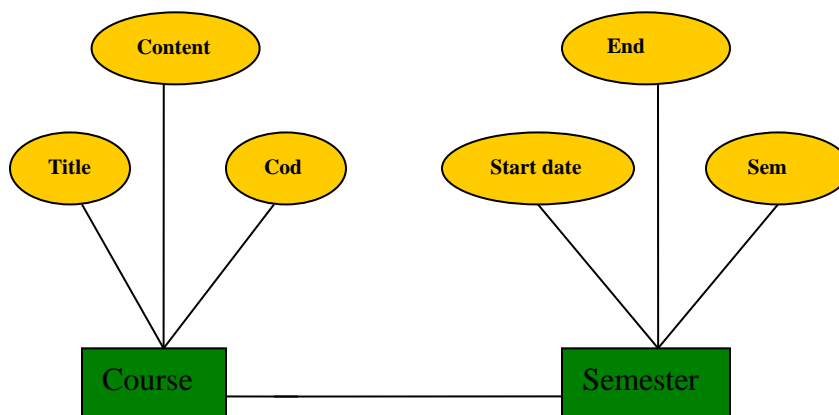 Content
End
Title
Cod
Start date
Sem
Course
Semester